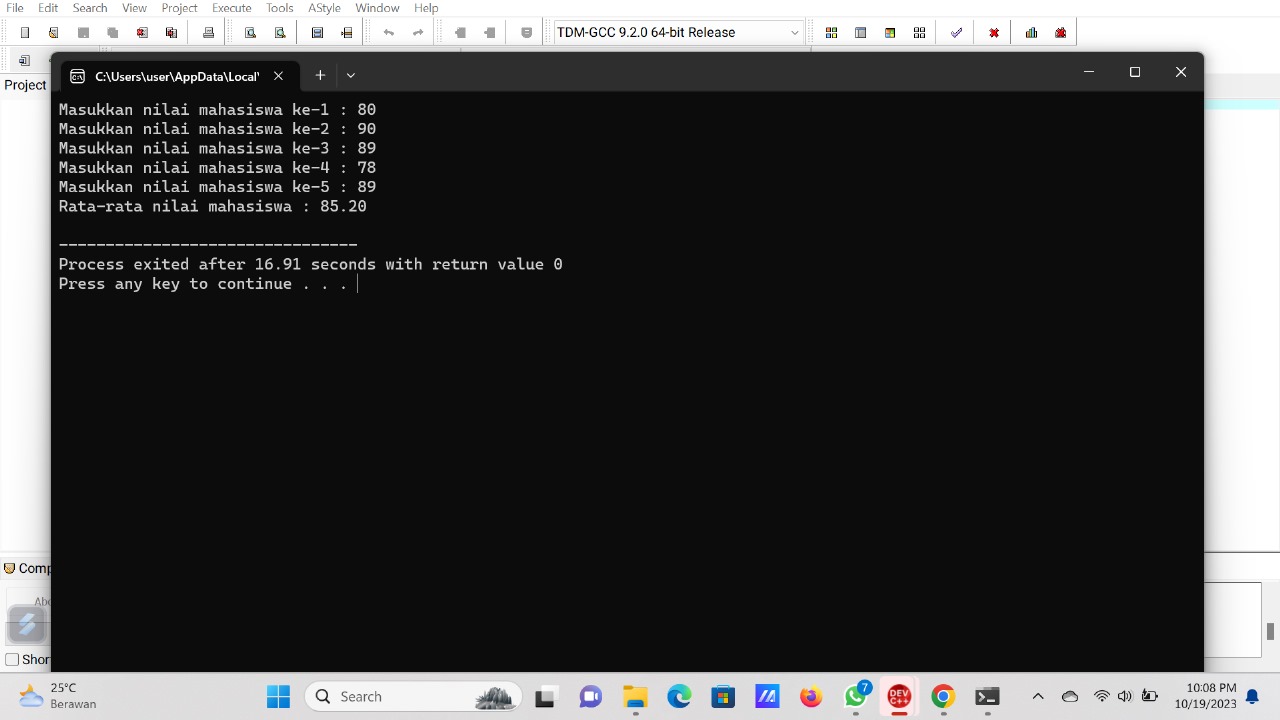 File Edit Search View Project Execute Tools AStyle Window Help
TDM-GCC 9.2.0 64-bit Release
C:\Users\user\AppData\Local\
Project
Masukkan nilai mahasiswa ke-1 : 80
Masukkan nilai mahasiswa ke-2 : 90
Masukkan nilai mahasiswa ke-3 : 89
Masukkan nilai mahasiswa ke-4 : 78
Masukkan nilai mahasiswa ke-5 : 89
Rata-rata nilai mahasiswa : 85.20
--------------------------------
Process exited after 16.91 seconds with return value 0
Press any key to continue . . .
Comp
Abo
Shor
25°C
Berawan
Search
7
DEV
C++
10:08 PM
10/19/2023